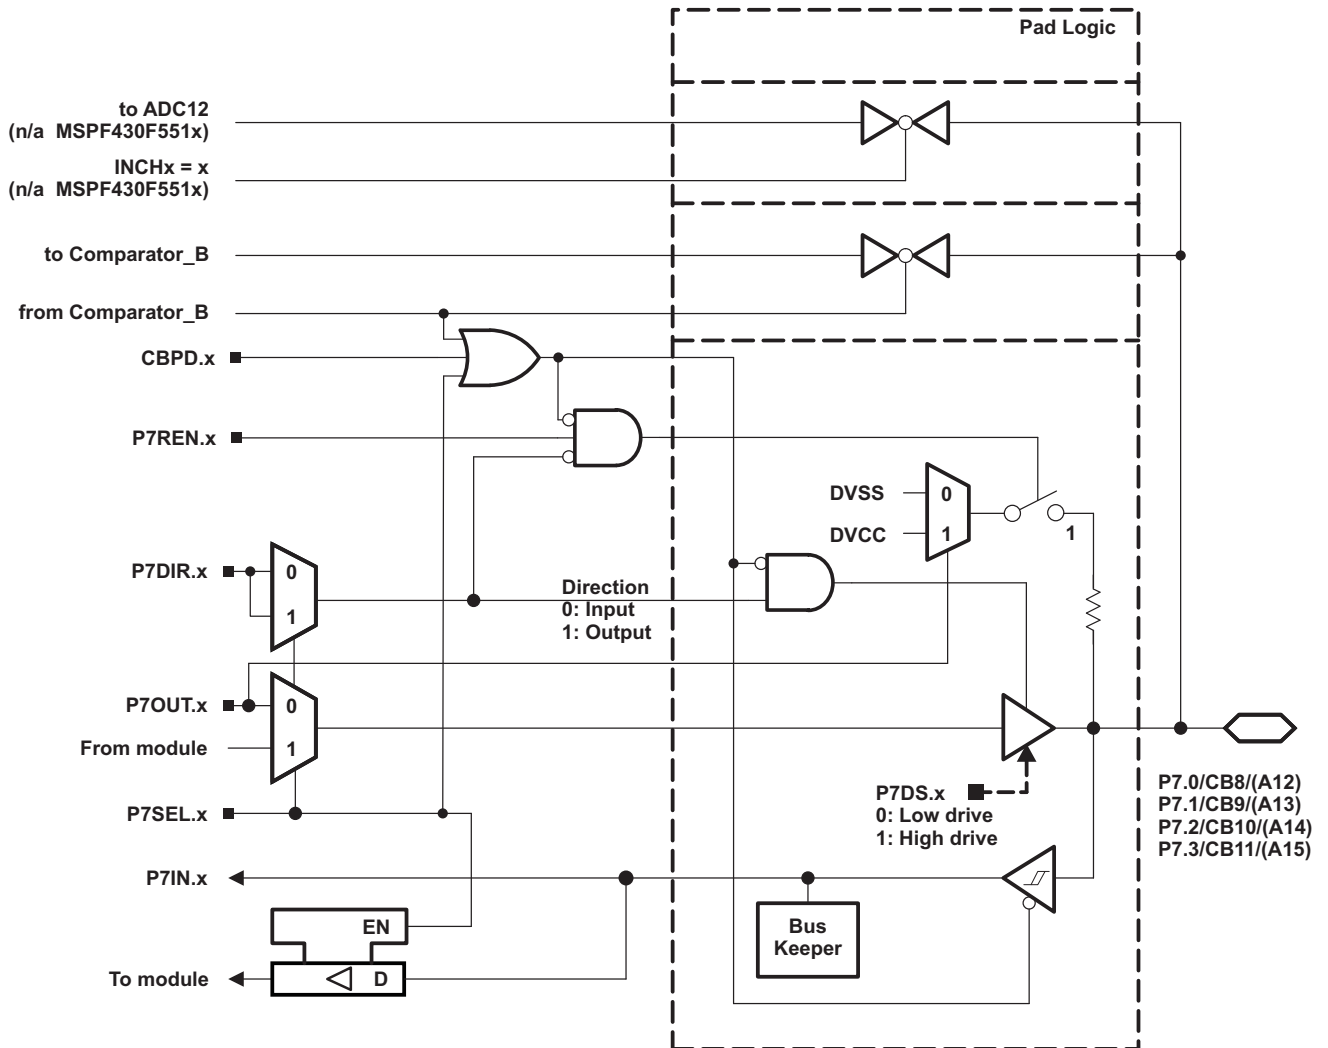 Pad Logic
to ADC12
(n/a MSPF430F551x)
INCHx = x
(n/a MSPF430F551x)
to Comparator_B
from Comparator_B
CBPD.x
P7REN.x
DVSS
0
DVCC
1
1
P7DIR.x
0
1
Direction
0: Input
1: Output
P7OUT.x
0
From module
1
P7DS.x
0: Low drive
1: High drive
P7.0/CB8/(A12)
P7.1/CB9/(A13)
P7.2/CB10/(A14)
P7.3/CB11/(A15)
P7SEL.x
P7IN.x
EN
Bus
Keeper
To module
D